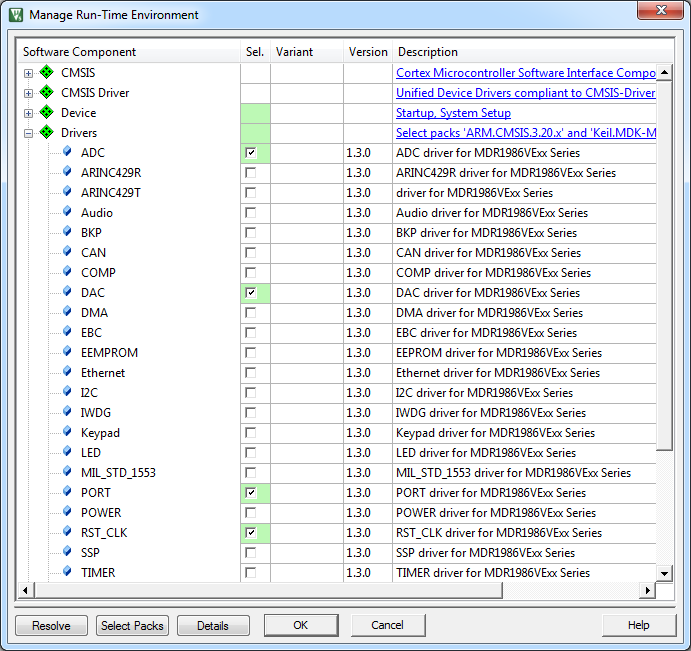 Manage Run-Time Environment
Software Component Sel. Variant Version Description
CMSIS Cortex Microcontroller Software Interface Compo
CMSIS Driver Unified Device Drivers compliant to CMSIS-Driver
Device Startup, System Setup
Drivers Select packs 'ARM.CMSIS.3.20.x' and 'Keil.MDK-M
ADC 1.3.0 ADC driver for MDR1986VExx Series
ARINC429R 1.3.0 ARINC429R driver for MDR1986VExx Series
ARINC429T 1.3.0 driver for MDR1986VExx Series
Audio 1.3.0 Audio driver for MDR1986VExx Series
BKP 1.3.0 BKP driver for MDR1986VExx Series
CAN 1.3.0 CAN driver for MDR1986VExx Series
COMP 1.3.0 COMP driver for MDR1986VExx Series
DAC 1.3.0 DAC driver for MDR1986VExx Series
DMA 1.3.0 DMA driver for MDR1986VExx Series
EBC 1.3.0 EBC driver for MDR1986VExx Series
EEMPROM 1.3.0 EEPROM driver for MDR1986VExx Series
Ethernet 1.3.0 Ethernet driver for MDR1986VExx Series
I2C 1.3.0 I2C driver for MDR1986VExx Series
IWDG 1.3.0 IWDG driver for MDR1986VExx Series
Keypad 1.3.0 Keypad driver for MDR1986VExx Series
LED 1.3.0 LED driver for MDR1986VExx Series
MIL_STD_1553 1.3.0 MIL_STD_1553 driver for MDR1986VExx Series
PORT 1.3.0 PORT driver for MDR1986VExx Series
POWER 1.3.0 POWER driver for MDR1986VExx Series
RST_CLK 1.3.0 RST_CLK driver for MDR1986VExx Series
SSP 1.3.0 SSP driver for MDR1986VExx Series
TIMER 1.3.0 TIMER driver for MDR1986VExx Series
Resolve Select Packs Details OK Cancel Help